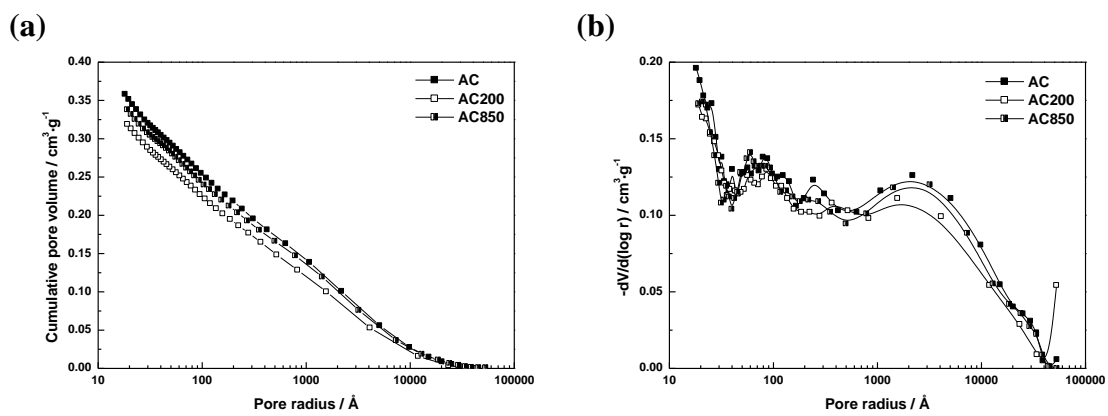 (a)
(b)
0.40
0.35
0.30
0.25
0.20
0.15
0.10
0.05
0.00
Cumulative pore volume / cm³·g⁻¹
AC
AC200
AC850
10
100
1000
10000
100000
Pore radius / Å
0.20
0.15
0.10
0.05
0.00
-dV/d(log r) / cm³·g⁻¹
AC
AC200
AC850
10
100
1000
10000
100000
Pore radius / Å